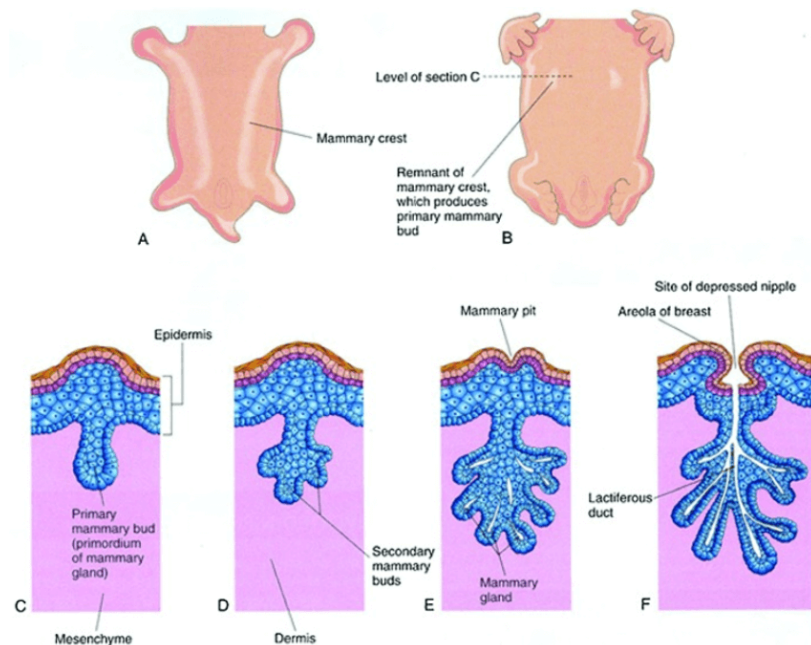 Level of section C
Mammary crest
Remnant of
mammary crest,
which produces
primary mammary
bud
A
B
Site of depressed nipple
Mammary pit
Areola of breast
Epidermis
Primary
mammary bud
(primordium
of mammary
gland)
Secondary
mammary
buds
Mammary
gland
Lactiferous
duct
C
D
E
F
Mesenchyme
Dermis